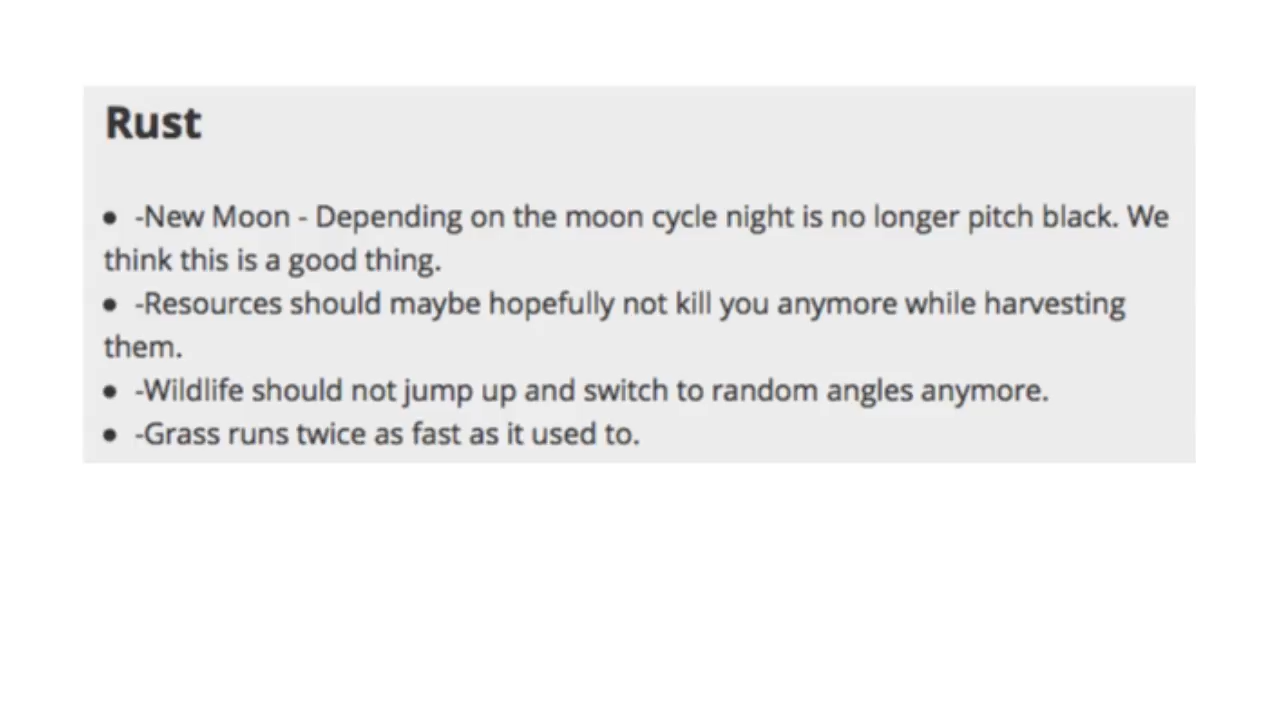 Rust
• -New Moon - Depending on the moon cycle night is no longer pitch black. We
think this is a good thing.
• -Resources should maybe hopefully not kill you anymore while harvesting
them.
• -Wildlife should not jump up and switch to random angles anymore.
• -Grass runs twice as fast as it used to.